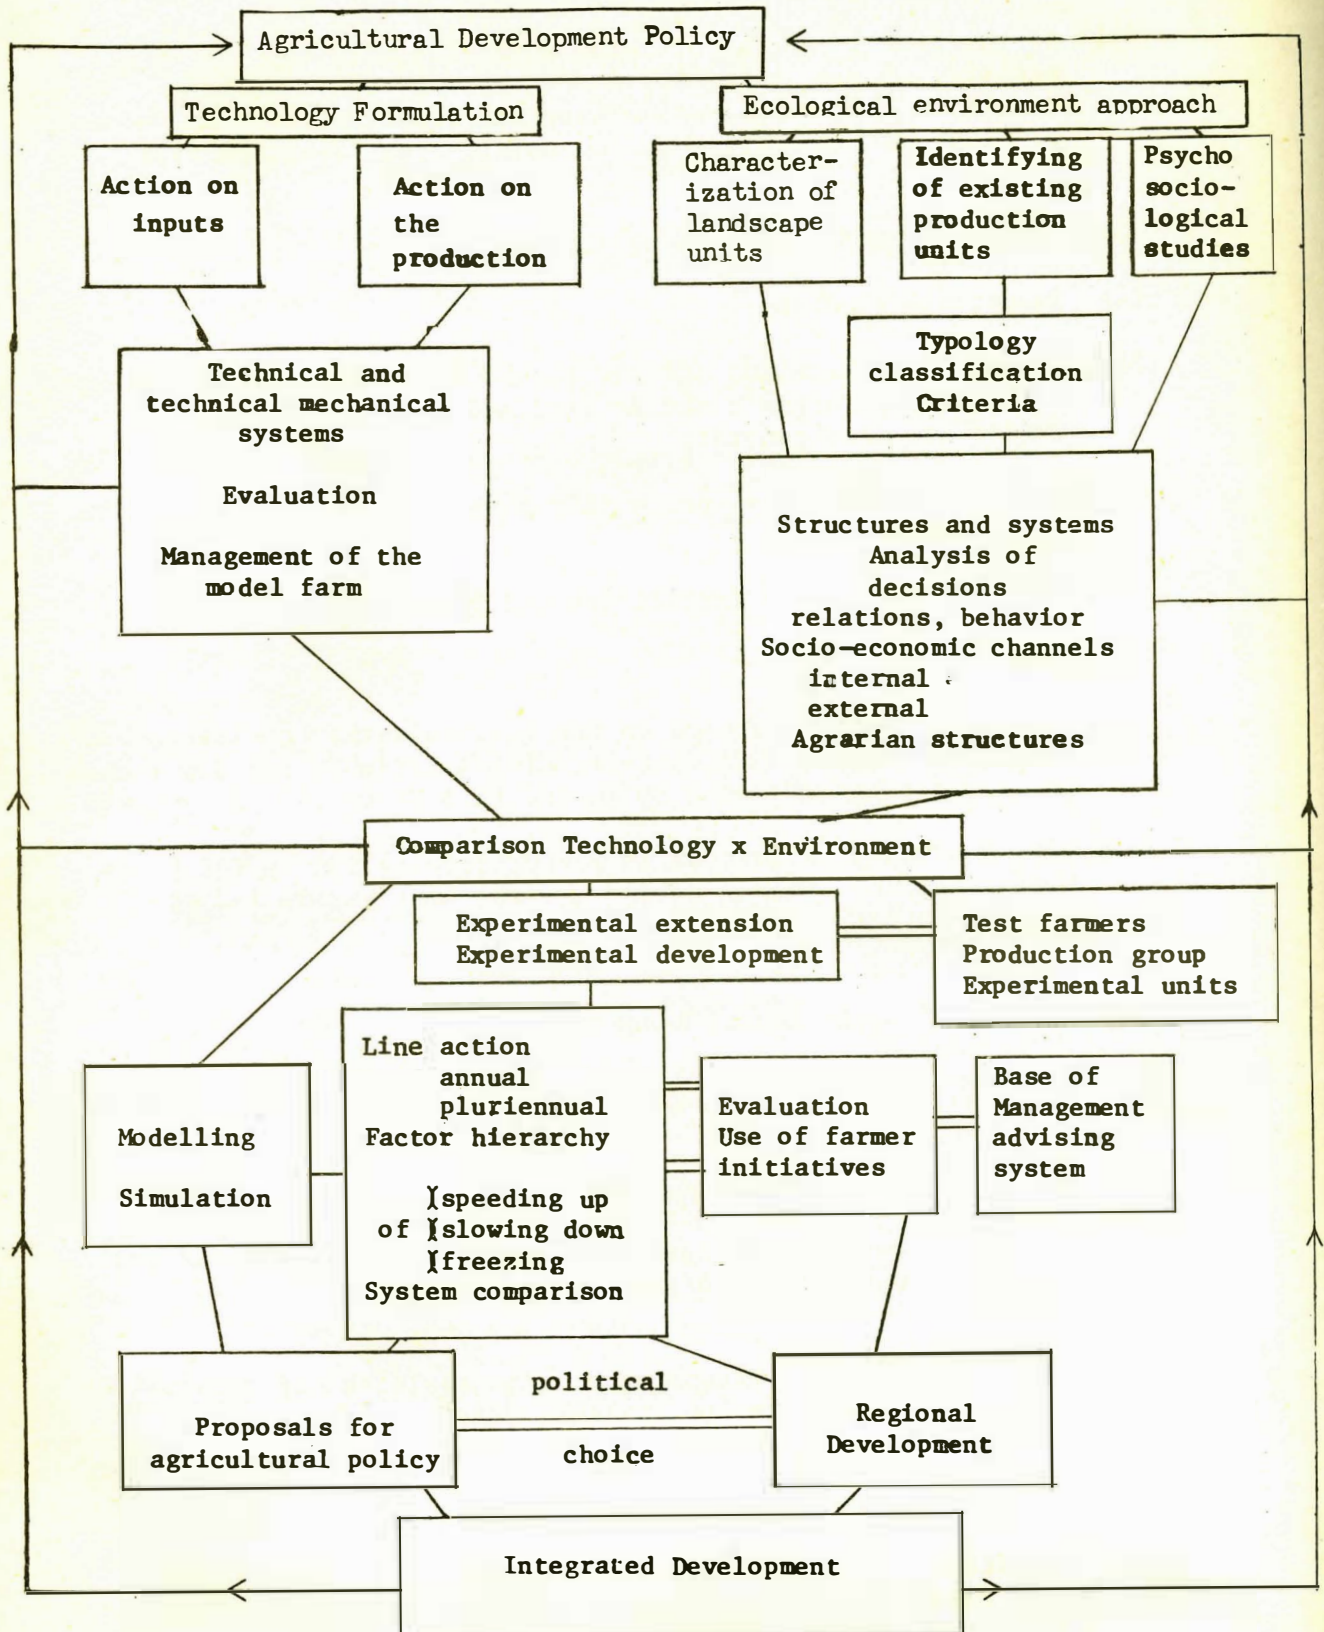 Agricultural Development Policy
Technology Formulation
Ecological environment approach
Action on
inputs
Action on
the
production
Character-
ization of
landscape
units
Identifying
of existing
production
units
Psycho
socio-
logical
studies
Typology
classification
Criteria
Technical and
technical mechanical
systems
Evaluation
Management of the
model farm
Structures and systems
Analysis of
decisions
relations, behavior
Socio-economic channels
internal
external
Agrarian structures
Comparison Technology x Environment
Experimental extension
Experimental development
Test farmers
Production group
Experimental units
Line action
annual
pluriennual
Factor hierarchy
speeding up
of slowing down
freezing
System comparison
Modelling
Simulation
Evaluation
Use of farmer
initiatives
Base of
Management
advising
system
Proposals for
agricultural policy
political
choice
Regional
Development
Integrated Development